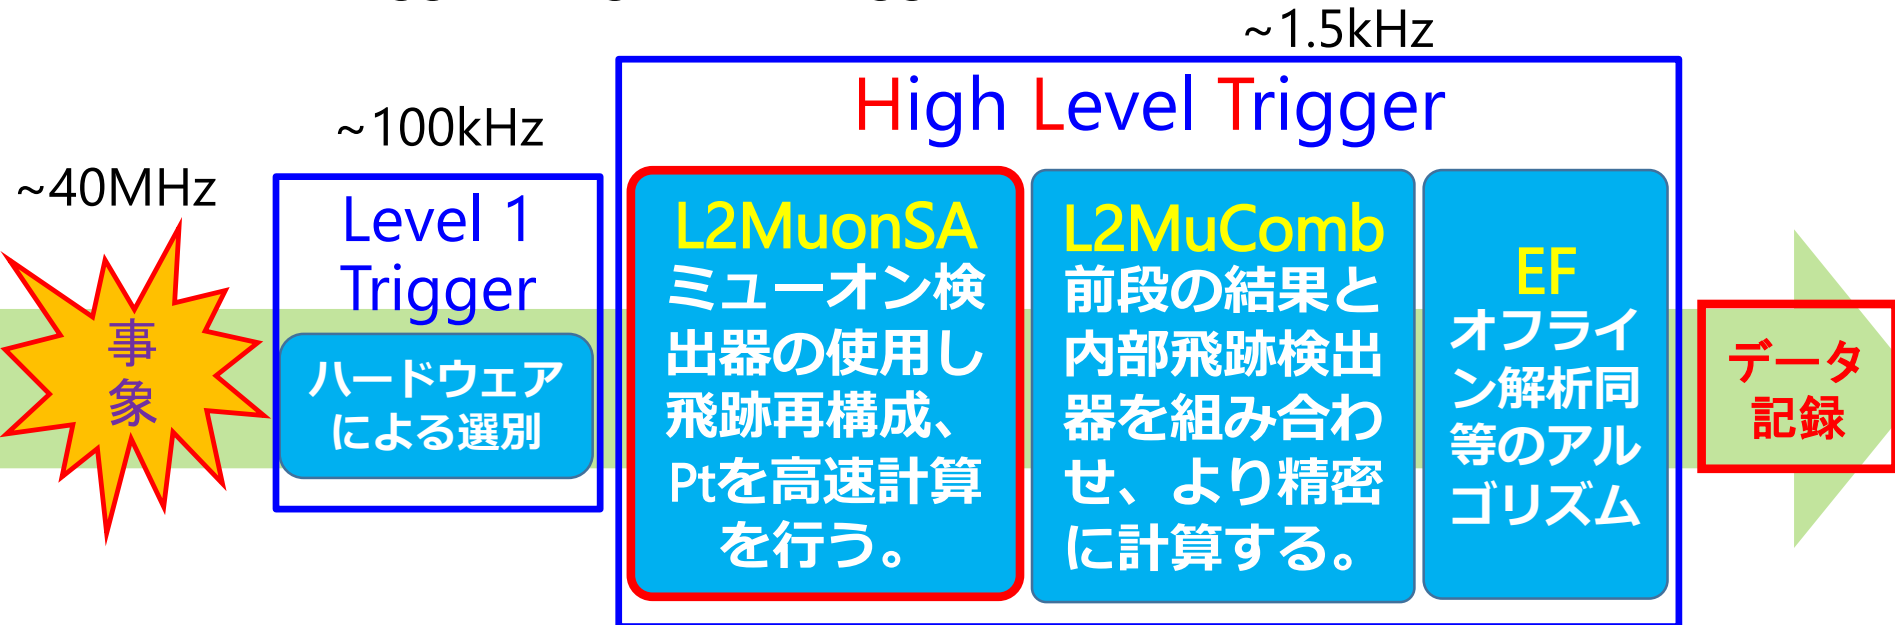 ~1.5kHz
High Level Trigger
~100kHz
~40MHz
Level 1
Trigger
ハードウェア
による選別
事
象
L2MuonSA
ミューオン検
出器の使用し
飛跡再構成、
Ptを高速計算
を行う。
L2MuComb
前段の結果と
内部飛跡検出
器を組み合わ
せ、より精密
に計算する。
EF
オフライ
ン解析同
等のアル
ゴリズム
データ
記録